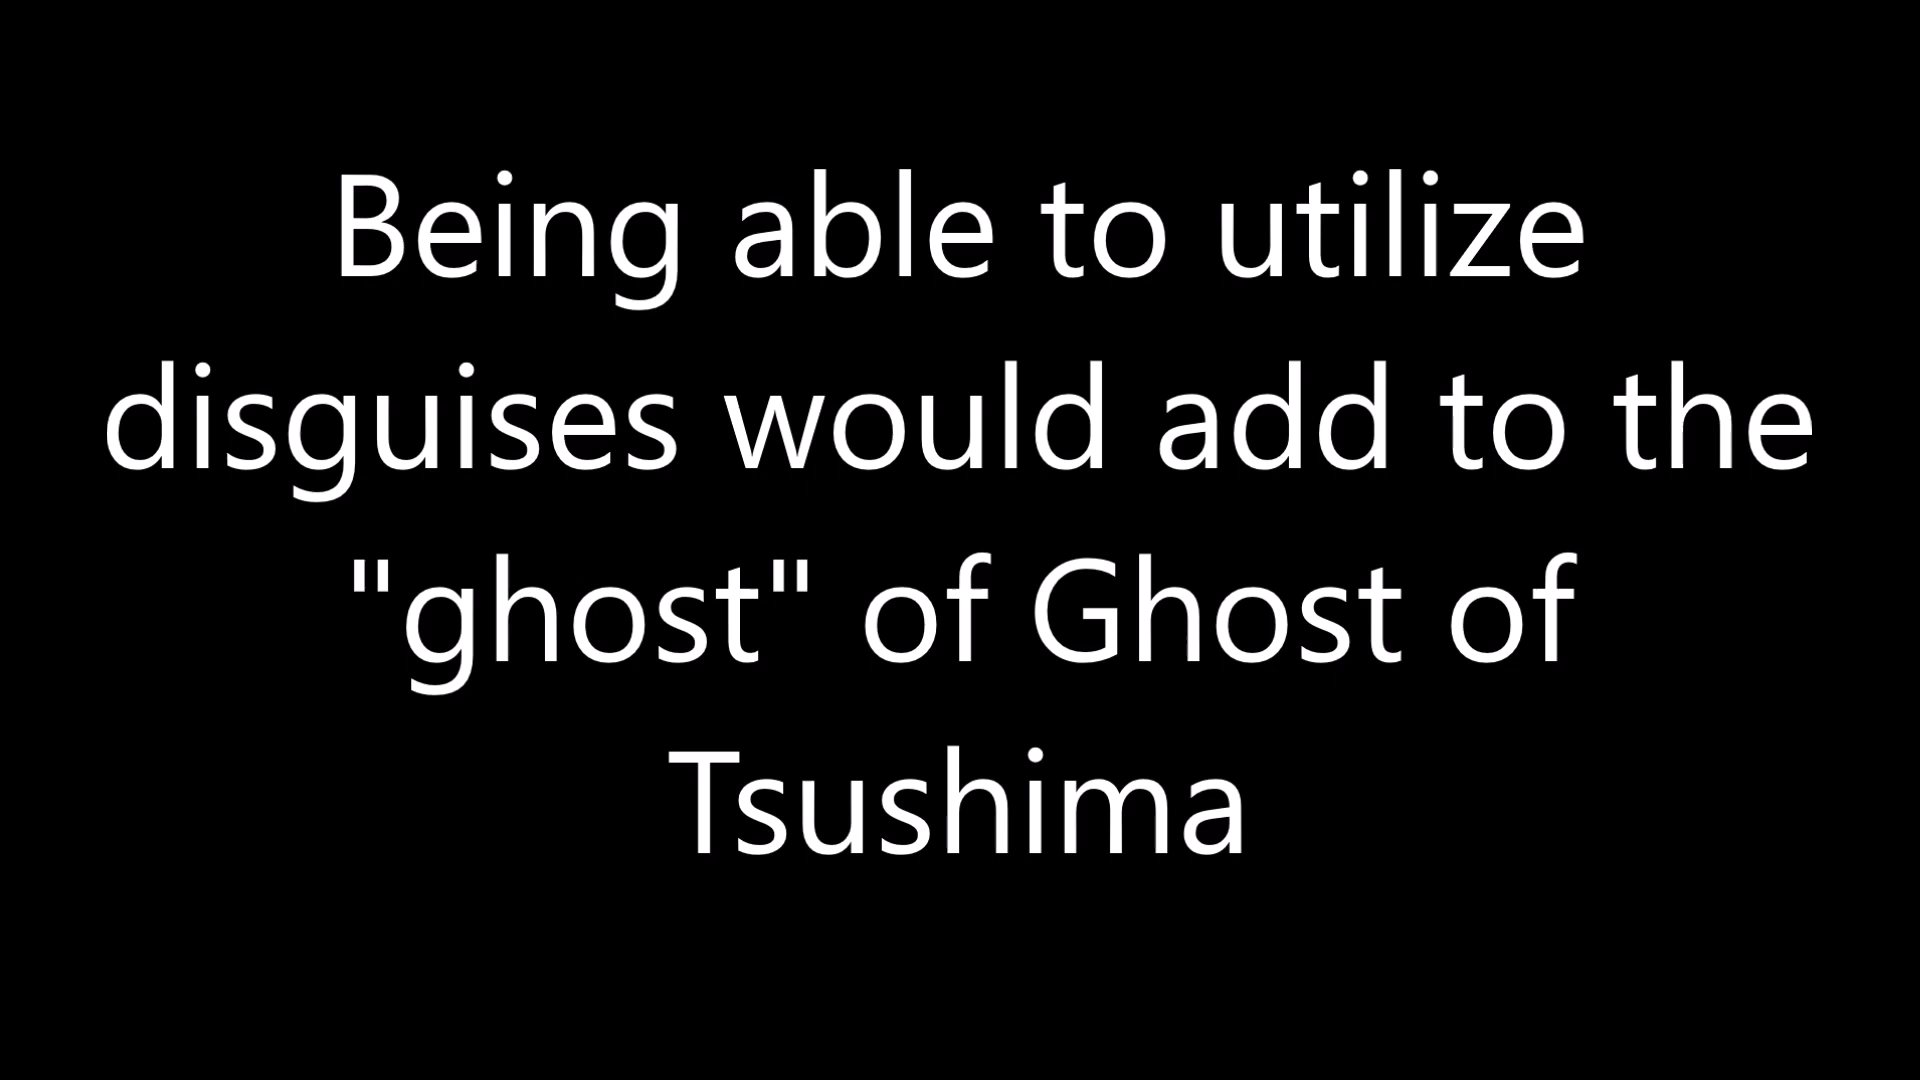 Being able to utilize
disguises would add to the
"ghost" of Ghost of
Tsushima